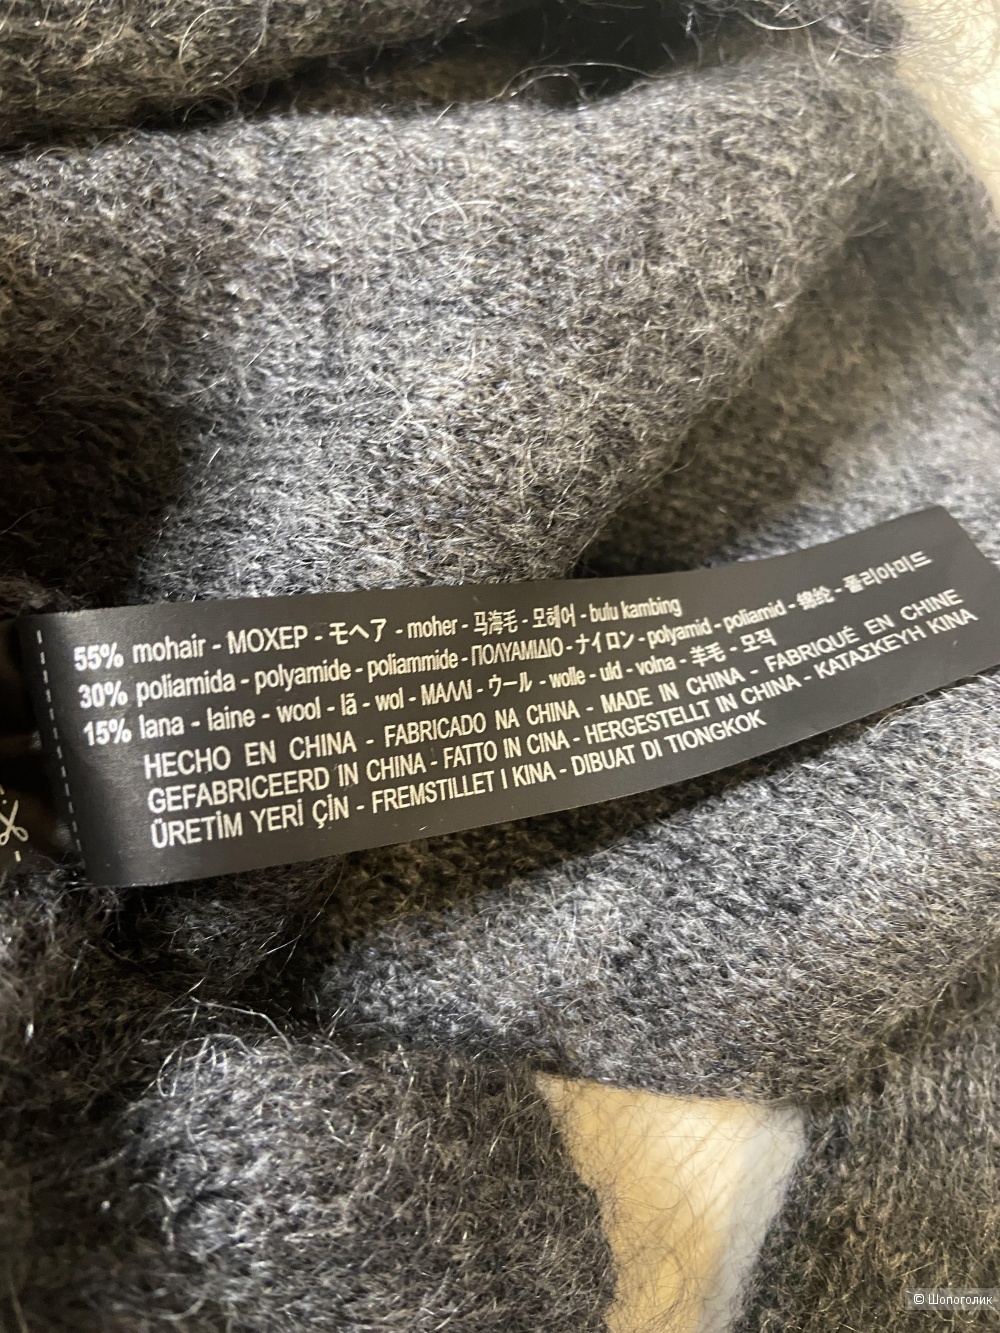 55% mohair - MOXEP - モヘア - moher - 马海毛 - 모헤어 - bulu kambing
30% poliamida - polyamide - poliammide - ΠΟΛΥΑΜΙΔΙΟ - ナイロン - polyamid - poliamid - 锦纶 - 폴리아미드
15% lana - laine - wool - lã - wol - ΜΑΛΛΙ - ウール - wolle - uld - volna - 羊毛 - 모직
HECHO EN CHINA - FABRICADO NA CHINA - MADE IN CHINA - FABRIQUÉ EN CHINE
GEFABRICEERD IN CHINA - FATTO IN CINA - HERGESTELLT IN CHINA - ΚΑΤΑΣΚΕΥΗ ΚΙΝΑ
ÜRETİM YERİ ÇİN - FREMSTILLET I KINA - DIBUAT DI TIONGKOK
© Шопоголик